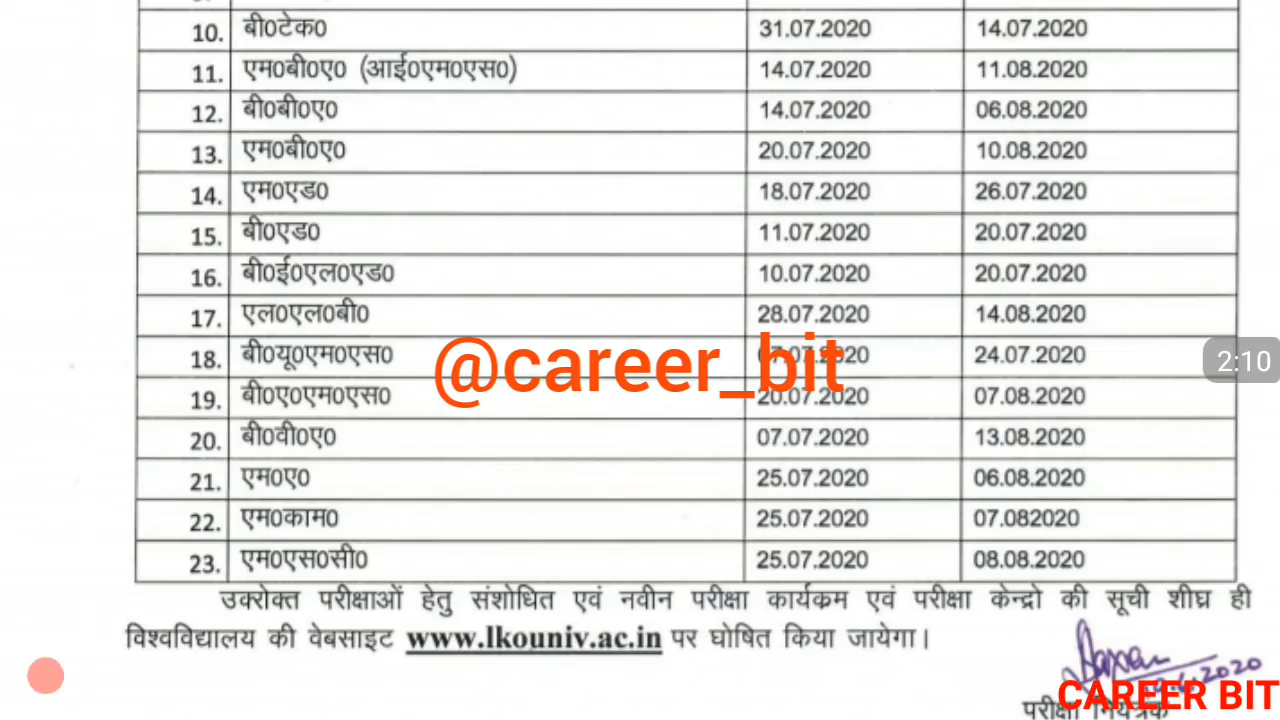 10. बी0टेक0 31.07.2020 14.07.2020
11. एम0बी0ए0 (आई0एम0एस0) 14.07.2020 11.08.2020
12. बी0बी0ए0 14.07.2020 06.08.2020
13. एम0बी0ए0 20.07.2020 10.08.2020
14. एम0एड0 18.07.2020 26.07.2020
15. बी0एड0 11.07.2020 20.07.2020
16. बी0ई0एल0एड0 10.07.2020 20.07.2020
17. एल0एल0बी0 28.07.2020 14.08.2020
18. बी0यू0एम0एस0 24.07.2020
@career_bit
2:10
19. बी0ए0एम0एस0 20.07.2020 07.08.2020
20. बी0वी0ए0 07.07.2020 13.08.2020
21. एम0ए0 25.07.2020 06.08.2020
22. एम0काम0 25.07.2020 07.082020
23. एम0एस0सी0 25.07.2020 08.08.2020
उक्रोक्त परीक्षाओं हेतु संशोधित एवं नवीन परीक्षा कार्यक्रम एवं परीक्षा केन्द्रो की सूची शीघ्र ही
विश्वविद्यालय की वेबसाइट www.lkouniv.ac.in पर घोषित किया जायेगा।
CAREER BIT
परीक्षा नियंत्रक